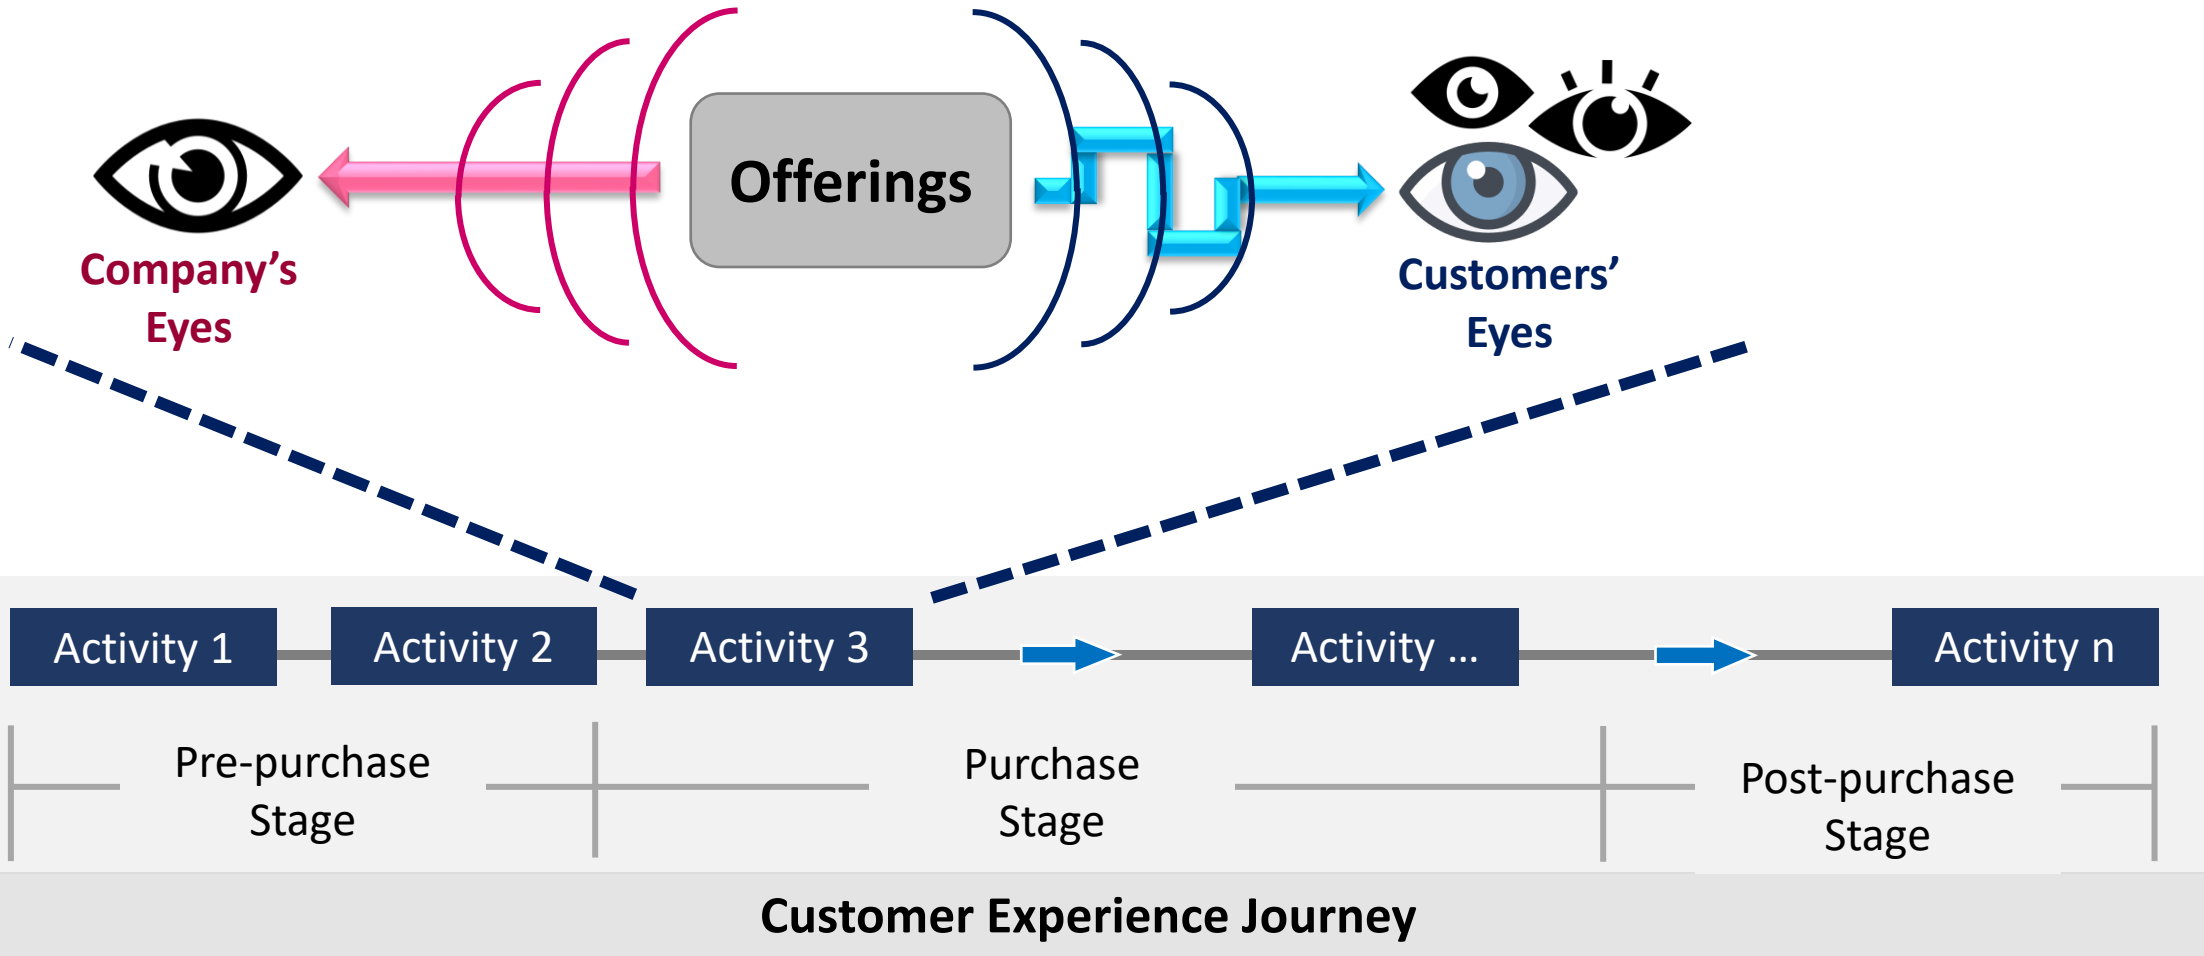 Offerings
Company’s
Eyes
Customers’
Eyes
Activity 1
Activity 2
Activity 3
Activity ...
Activity n
Pre-purchase
Stage
Purchase
Stage
Post-purchase
Stage
Customer Experience Journey